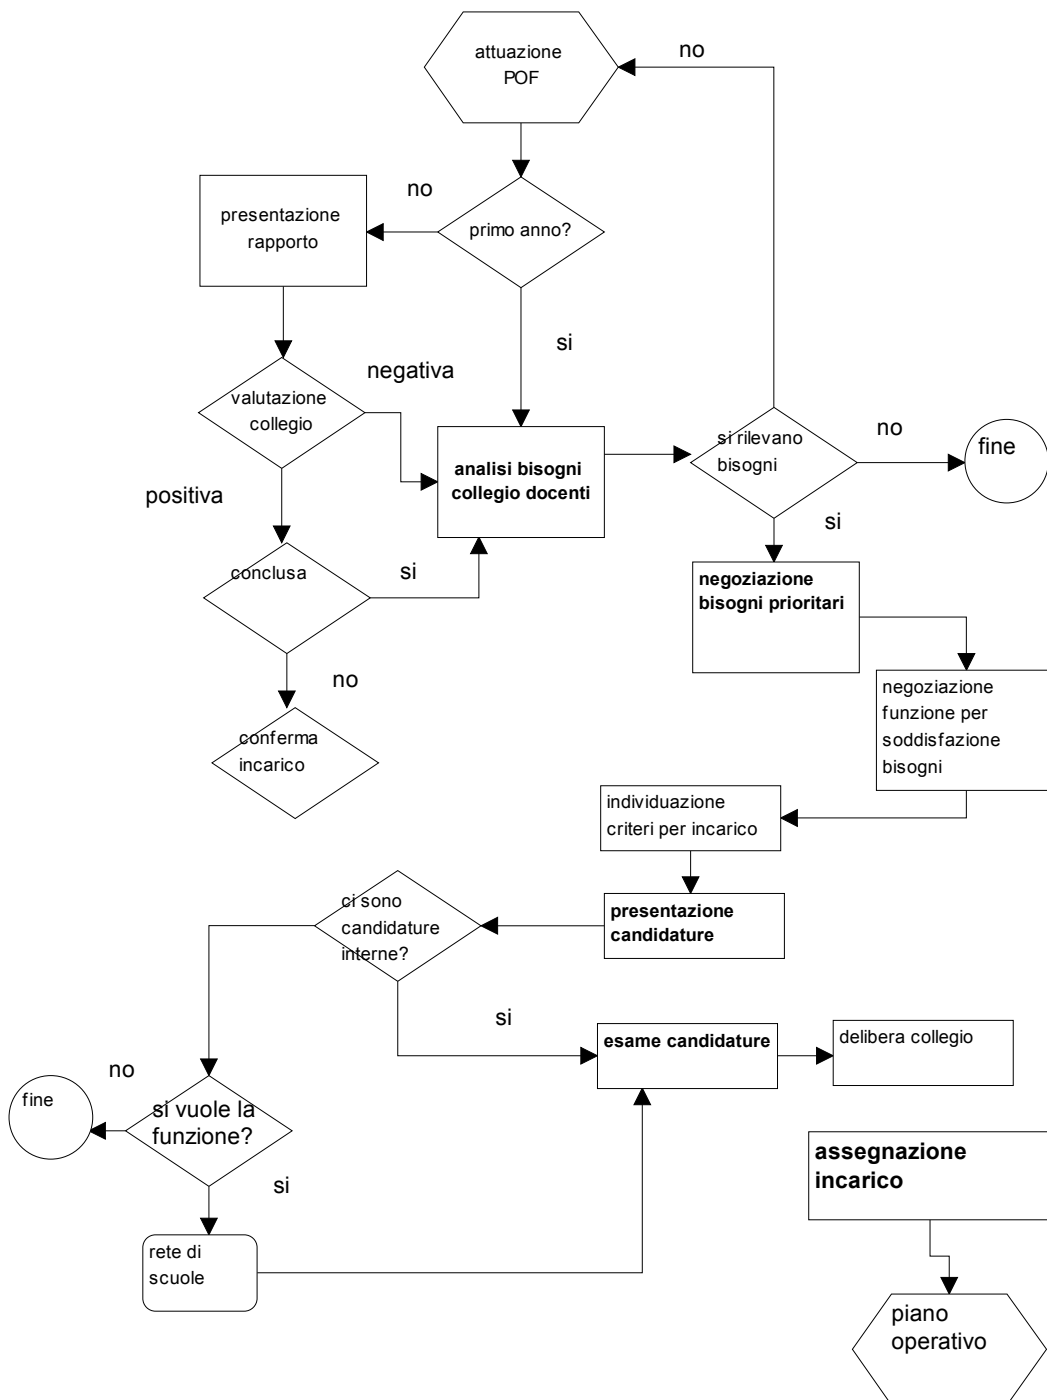 attuazione
POF
no
no
primo anno?
presentazione
rapporto
si
negativa
valutazione
collegio
si rilevano
bisogni
no
fine
analisi bisogni
collegio docenti
positiva
si
conclusa
si
negoziazione
bisogni prioritari
no
negoziazione
funzione per
soddisfazione
bisogni
conferma
incarico
individuazione
criteri per incarico
ci sono
candidature
interne?
presentazione
candidature
si
esame candidature
delibera collegio
no
fine
si vuole la
funzione?
assegnazione
incarico
si
rete di
scuole
piano
operativo